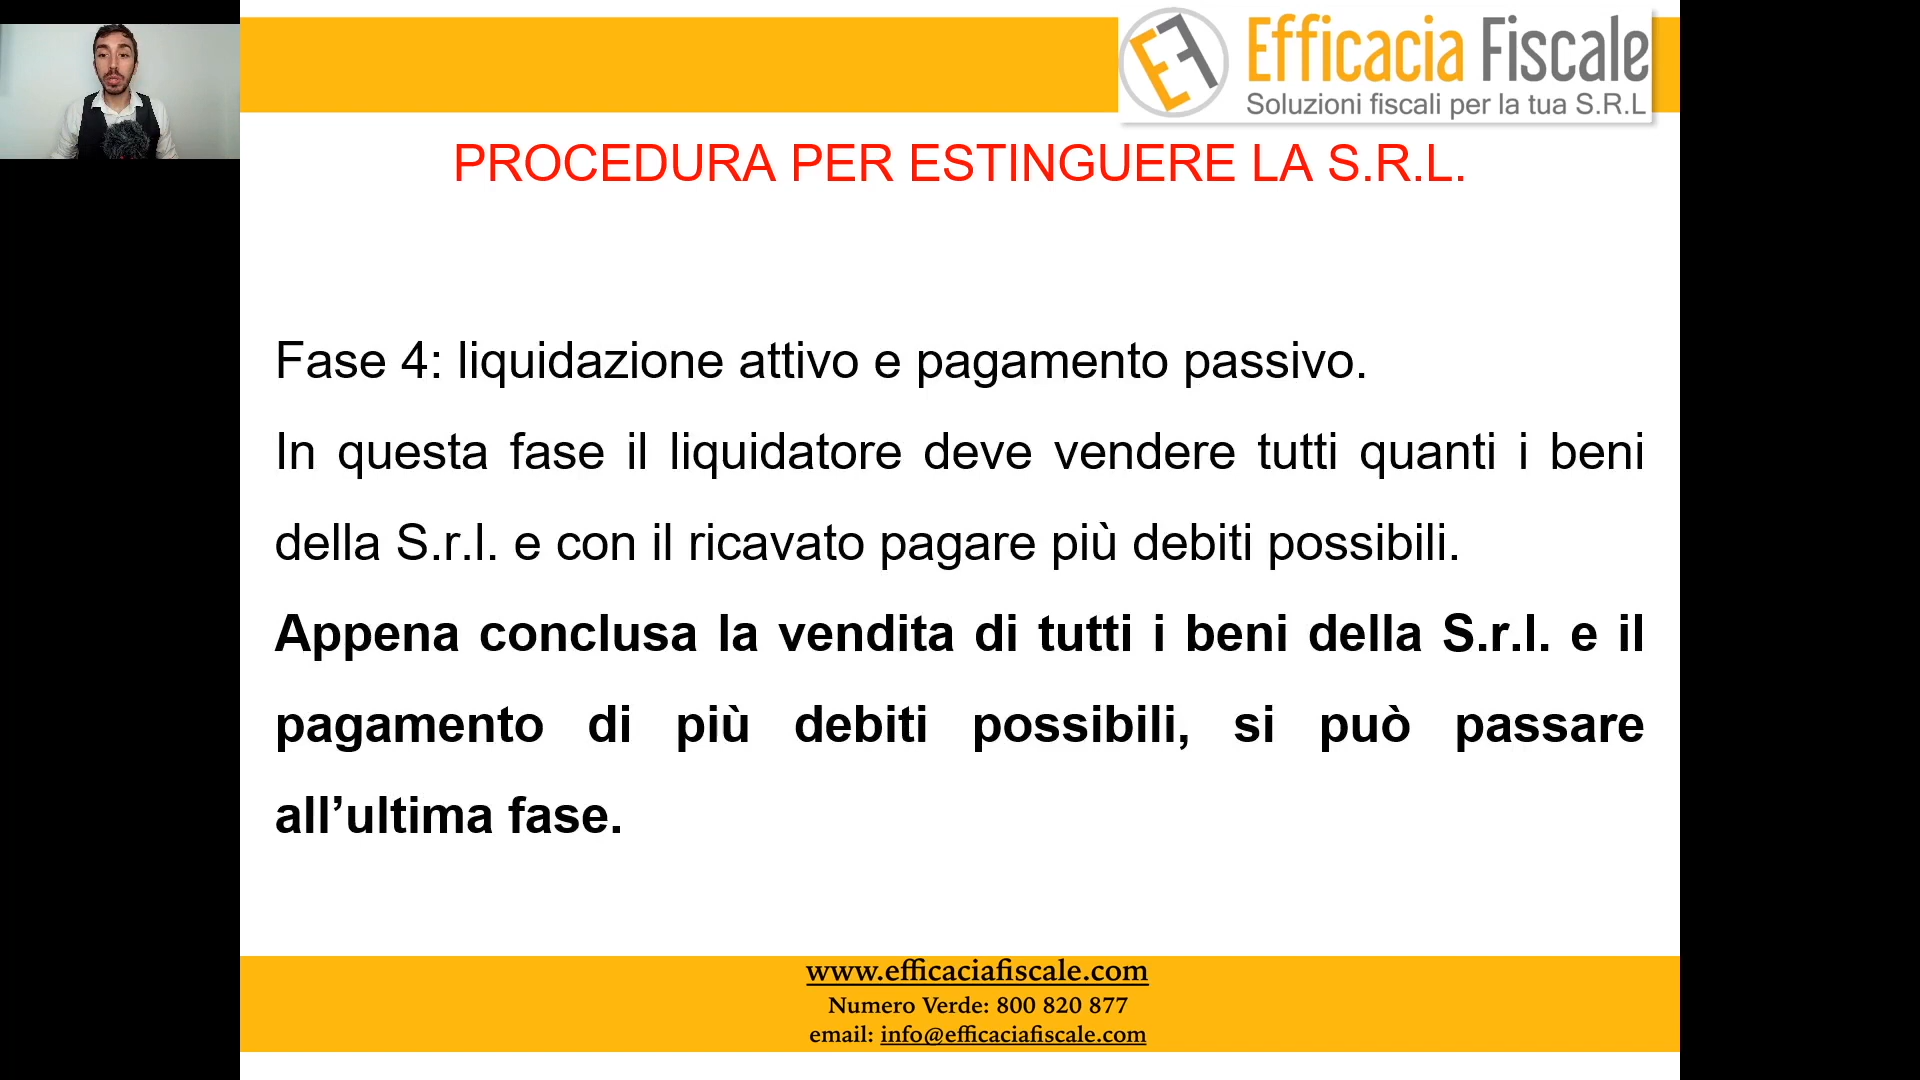 EF
Efficacia Fiscale
Soluzioni fiscali per la tua S.R.L
PROCEDURA PER ESTINGUERE LA S.R.L.
Fase 4: liquidazione attivo e pagamento passivo.
In questa fase il liquidatore deve vendere tutti quanti i beni
della S.r.l. e con il ricavato pagare più debiti possibili.
Appena conclusa la vendita di tutti i beni della S.r.l. e il
pagamento di più debiti possibili, si può passare
all’ultima fase.
www.efficaciafiscale.com
Numero Verde: 800 820 877
email: info@efficaciafiscale.com